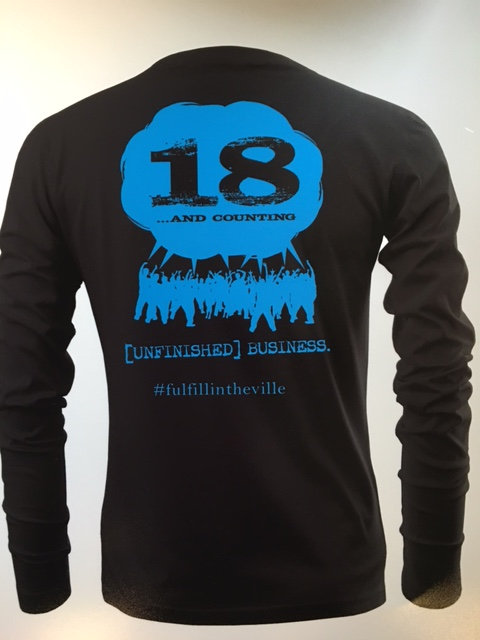 18
...AND COUNTING
[UNFINISHED] BUSINESS.
#fulfillintheville